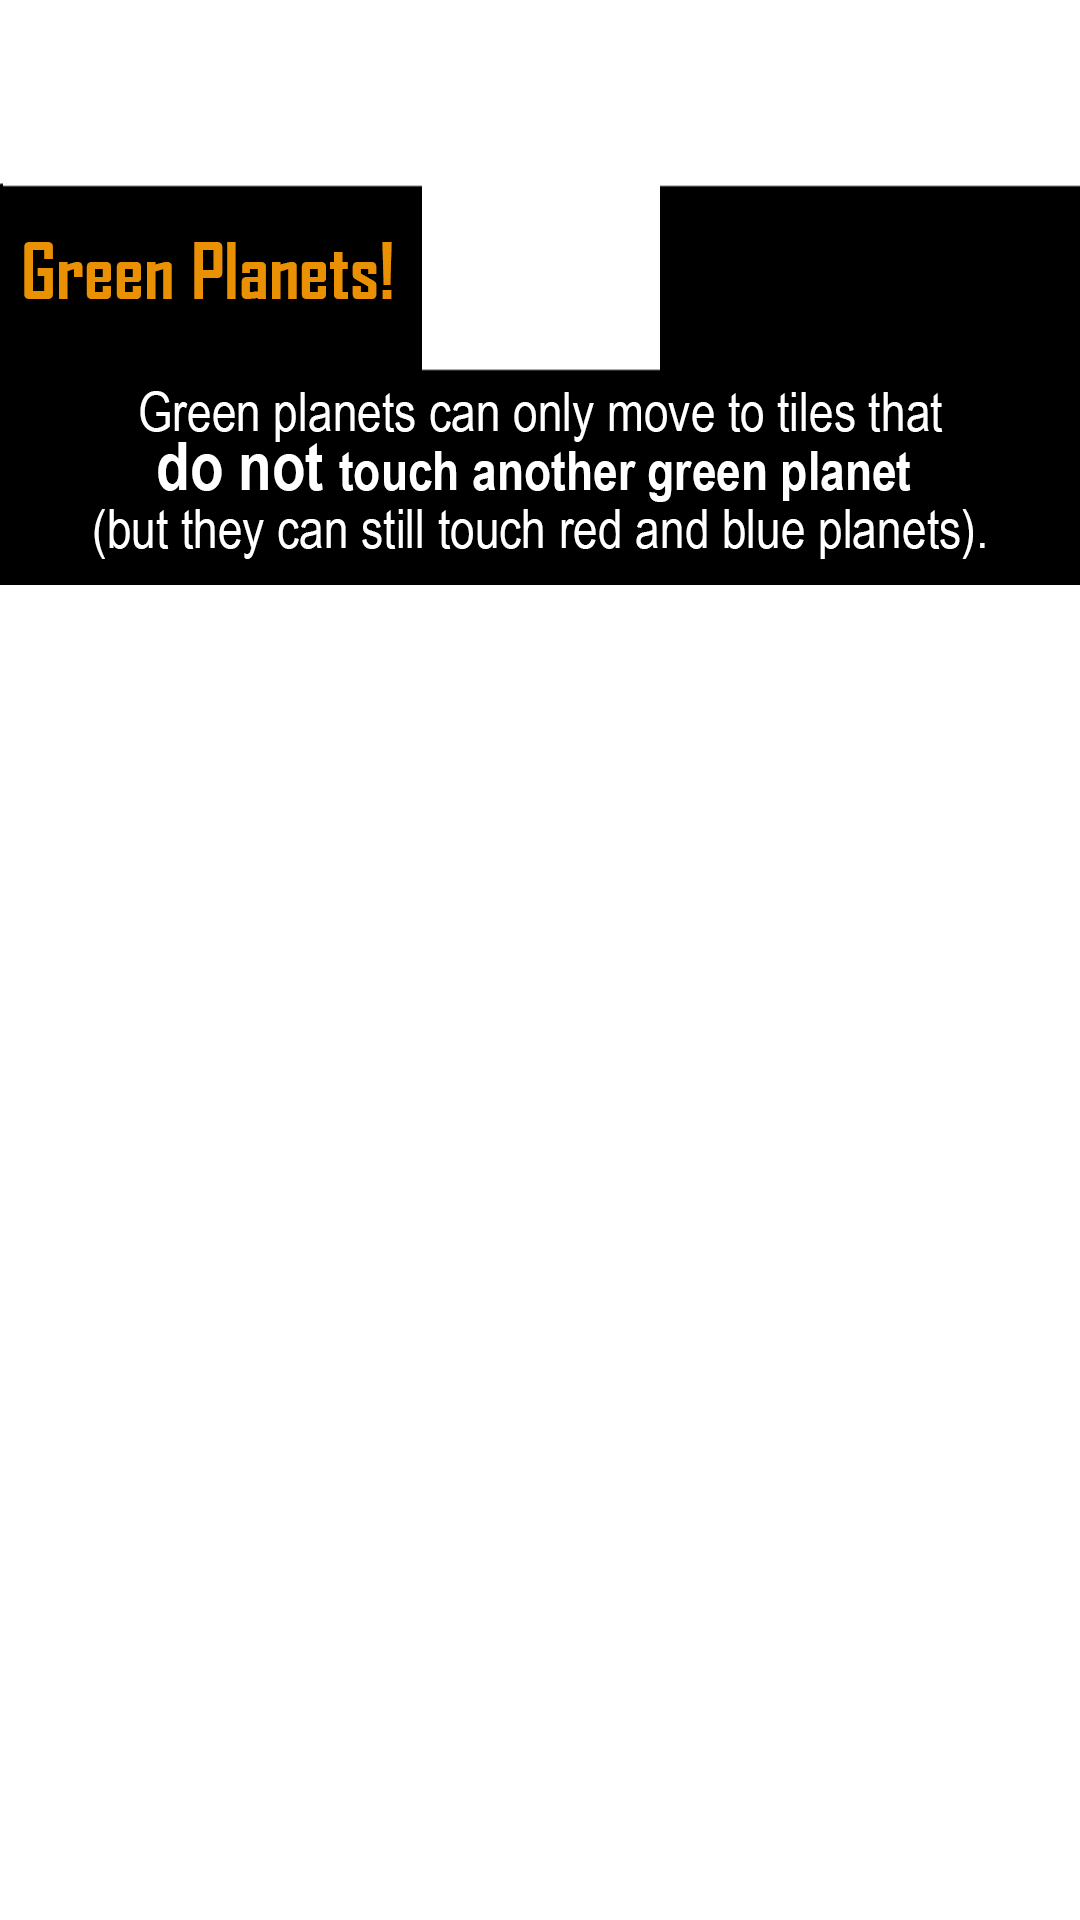 Green Planets!
Green planets can only move to tiles that
do not touch another green planet
(but they can still touch red and blue planets).